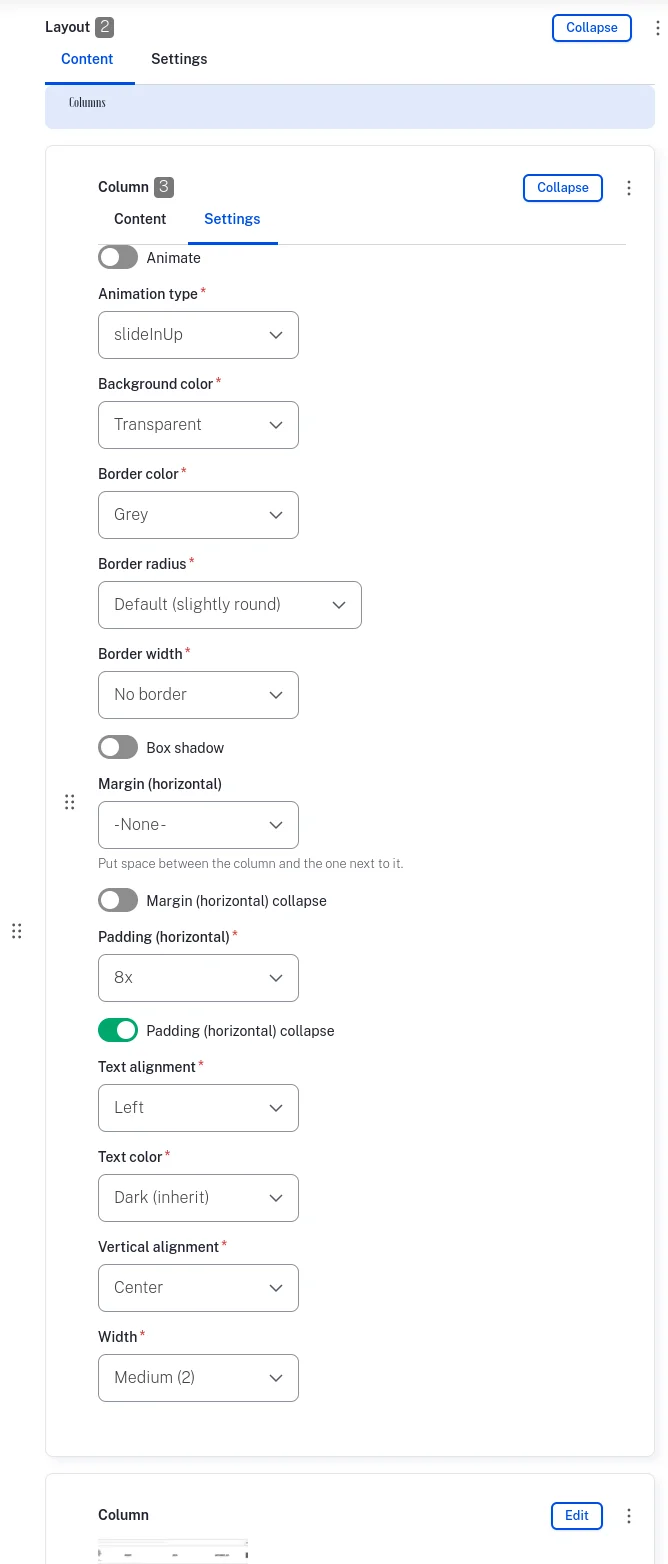 Layout 2 Collapse
Content Settings
Columns
Column 3 Collapse
Content Settings
Animate
Animation type*
slideInUp
Background color*
Transparent
Border color*
Grey
Border radius*
Default (slightly round)
Border width*
No border
Box shadow
Margin (horizontal)
-None-
Put space between the column and the one next to it.
Margin (horizontal) collapse
Padding (horizontal)*
8x
Padding (horizontal) collapse
Text alignment*
Left
Text color*
Dark (inherit)
Vertical alignment*
Center
Width*
Medium (2)
Column Edit